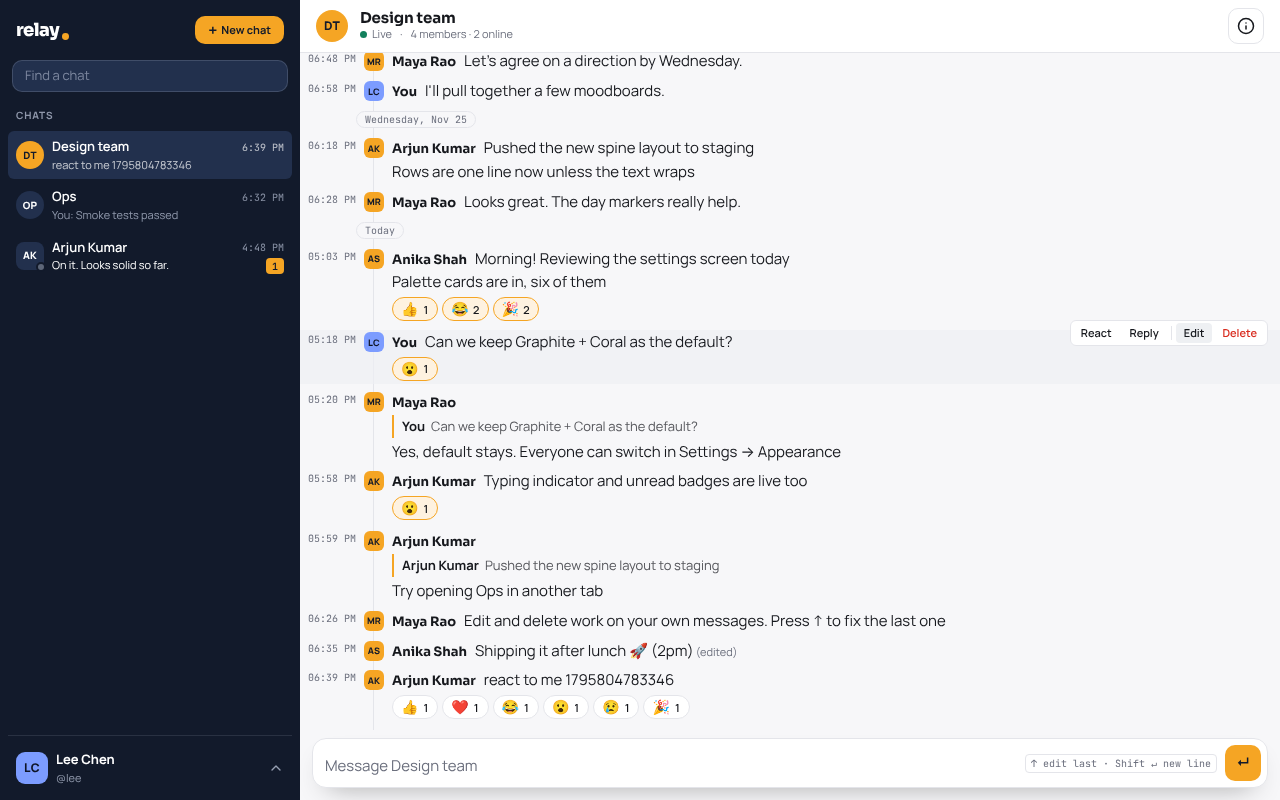 relay.
+ New chat
Find a chat
CHATS
DT
Design team
6:39 PM
react to me 1795804783346
OP
Ops
6:32 PM
You: Smoke tests passed
AK
Arjun Kumar
4:48 PM
On it. Looks solid so far.
1
LC
Lee Chen
@lee
DT
Design team
Live · 4 members · 2 online
06:48 PM MR Maya Rao Let's agree on a direction by Wednesday.
06:58 PM LC You I'll pull together a few moodboards.
Wednesday, Nov 25
06:18 PM AK Arjun Kumar Pushed the new spine layout to staging
Rows are one line now unless the text wraps
06:28 PM MR Maya Rao Looks great. The day markers really help.
Today
05:03 PM AS Anika Shah Morning! Reviewing the settings screen today
Palette cards are in, six of them
👍 1 😂 2 🎉 2
React Reply Edit Delete
05:18 PM LC You Can we keep Graphite + Coral as the default?
😮 1
05:20 PM MR Maya Rao
You Can we keep Graphite + Coral as the default?
Yes, default stays. Everyone can switch in Settings → Appearance
05:58 PM AK Arjun Kumar Typing indicator and unread badges are live too
😮 1
05:59 PM AK Arjun Kumar
Arjun Kumar Pushed the new spine layout to staging
Try opening Ops in another tab
06:26 PM MR Maya Rao Edit and delete work on your own messages. Press ↑ to fix the last one
06:35 PM AS Anika Shah Shipping it after lunch 🚀 (2pm) (edited)
06:39 PM AK Arjun Kumar react to me 1795804783346
👍 1 ❤️ 1 😂 1 😮 1 😢 1 🎉 1
Message Design team
↑ edit last · Shift ↵ new line